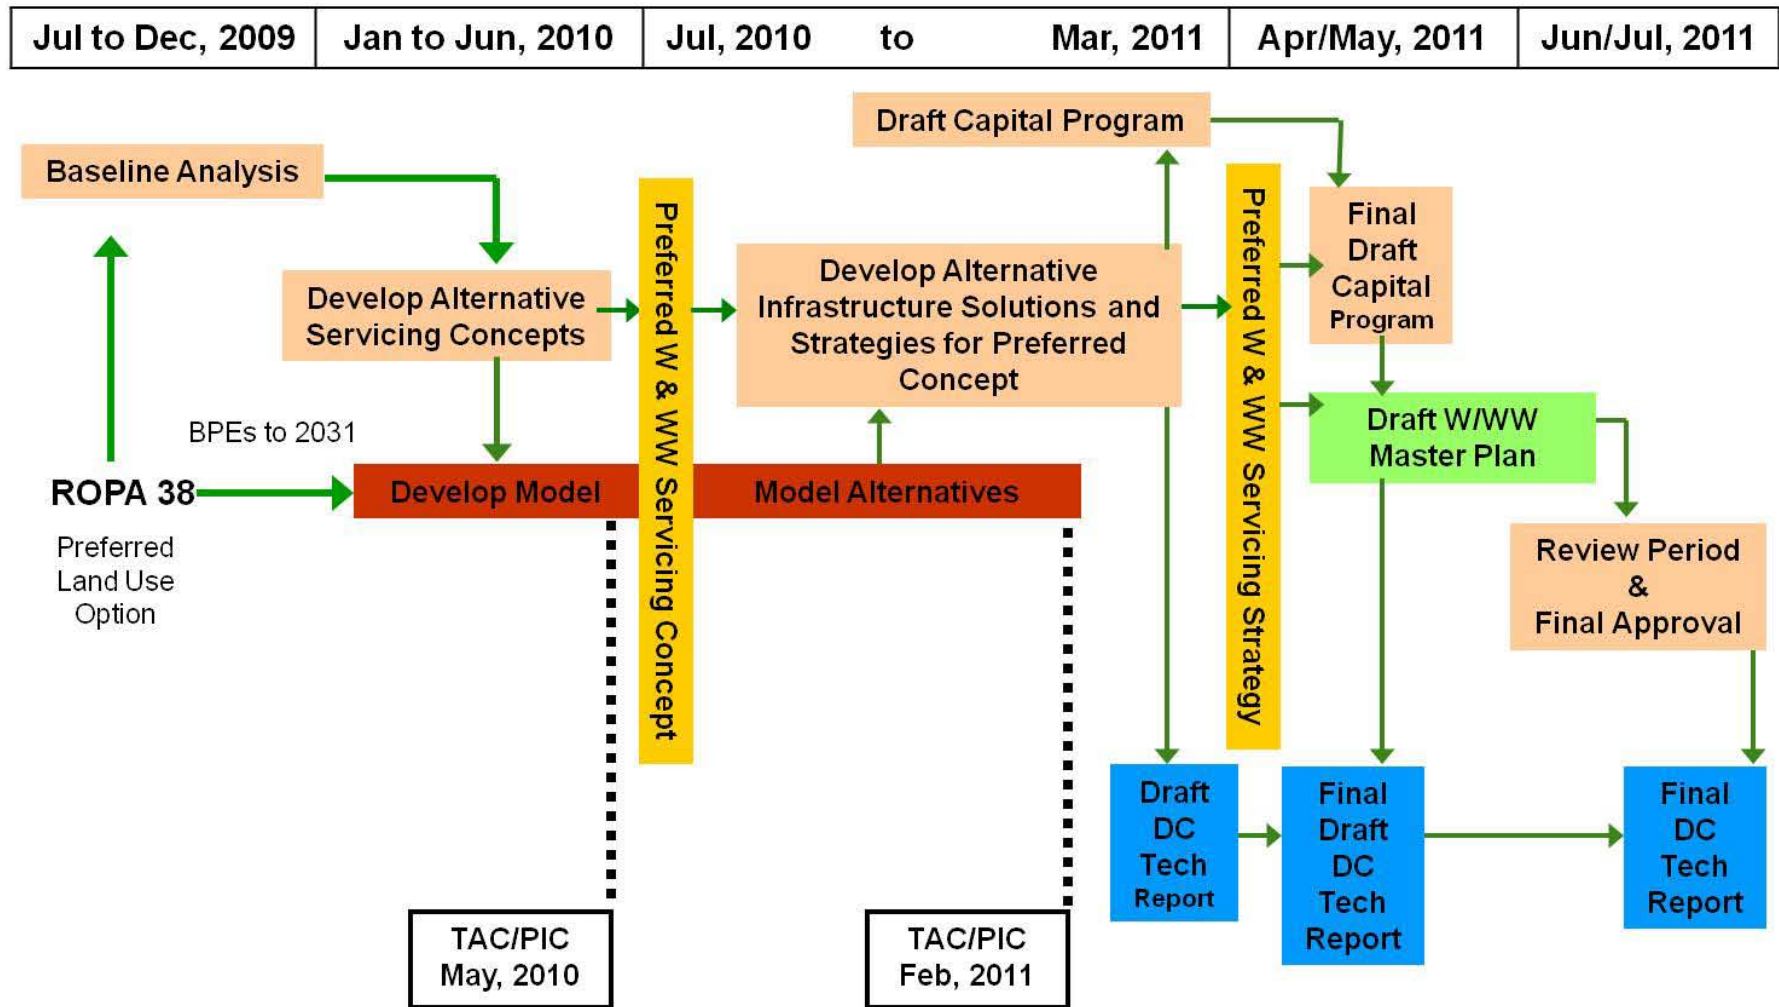 Jul to Dec, 2009
Jan to Jun, 2010
Jul, 2010 to Mar, 2011
Apr/May, 2011
Jun/Jul, 2011
Draft Capital Program
Baseline Analysis
Preferred W & WW Servicing Concept
Preferred W & WW Servicing Strategy
Final
Draft
Capital
Program
Develop Alternative
Servicing Concepts
Develop Alternative
Infrastructure Solutions and
Strategies for Preferred
Concept
BPEs to 2031
Draft W/WW
Master Plan
ROPA 38
Develop Model
Model Alternatives
Preferred
Land Use
Option
Review Period
&
Final Approval
Draft
DC
Tech
Report
Final
Draft
DC
Tech
Report
Final
DC
Tech
Report
TAC/PIC
May, 2010
TAC/PIC
Feb, 2011